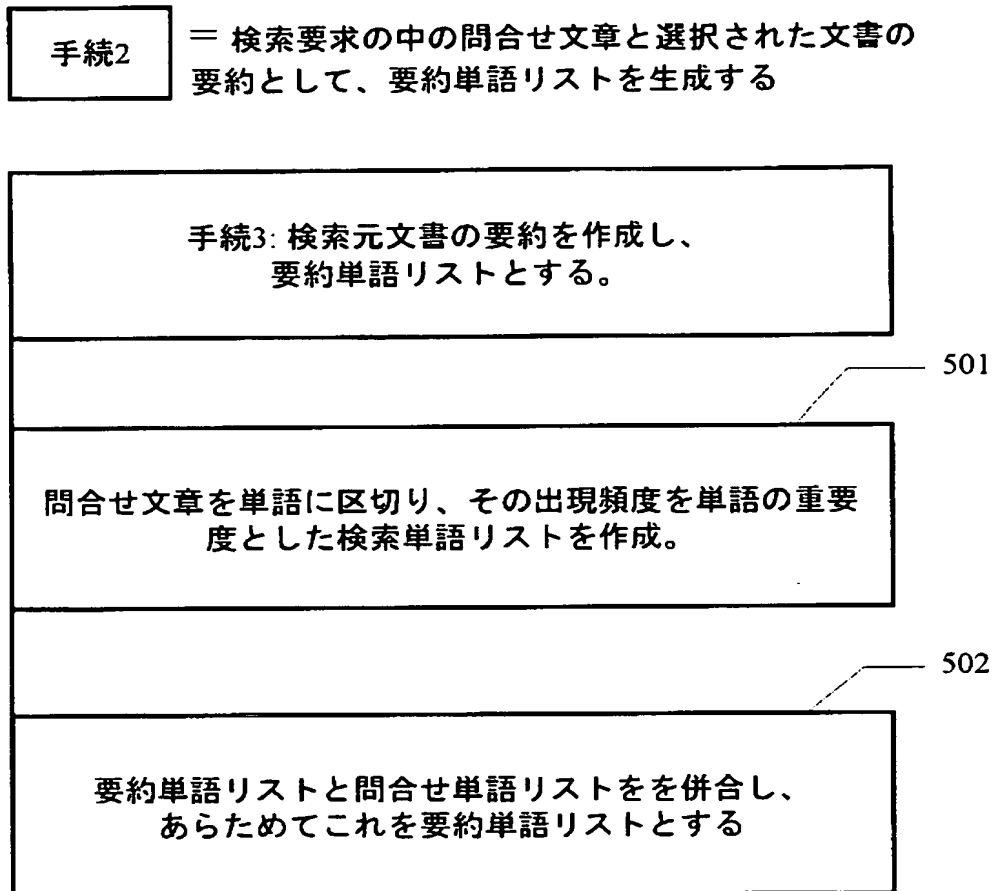 手続2
＝ 検索要求の中の問合せ文章と選択された文書の
要約として、要約単語リストを生成する
手続3: 検索元文書の要約を作成し、
要約単語リストとする。
501
問合せ文章を単語に区切り、その出現頻度を単語の重要
度とした検索単語リストを作成。
502
要約単語リストと問合せ単語リストをを併合し、
あらためてこれを要約単語リストとする